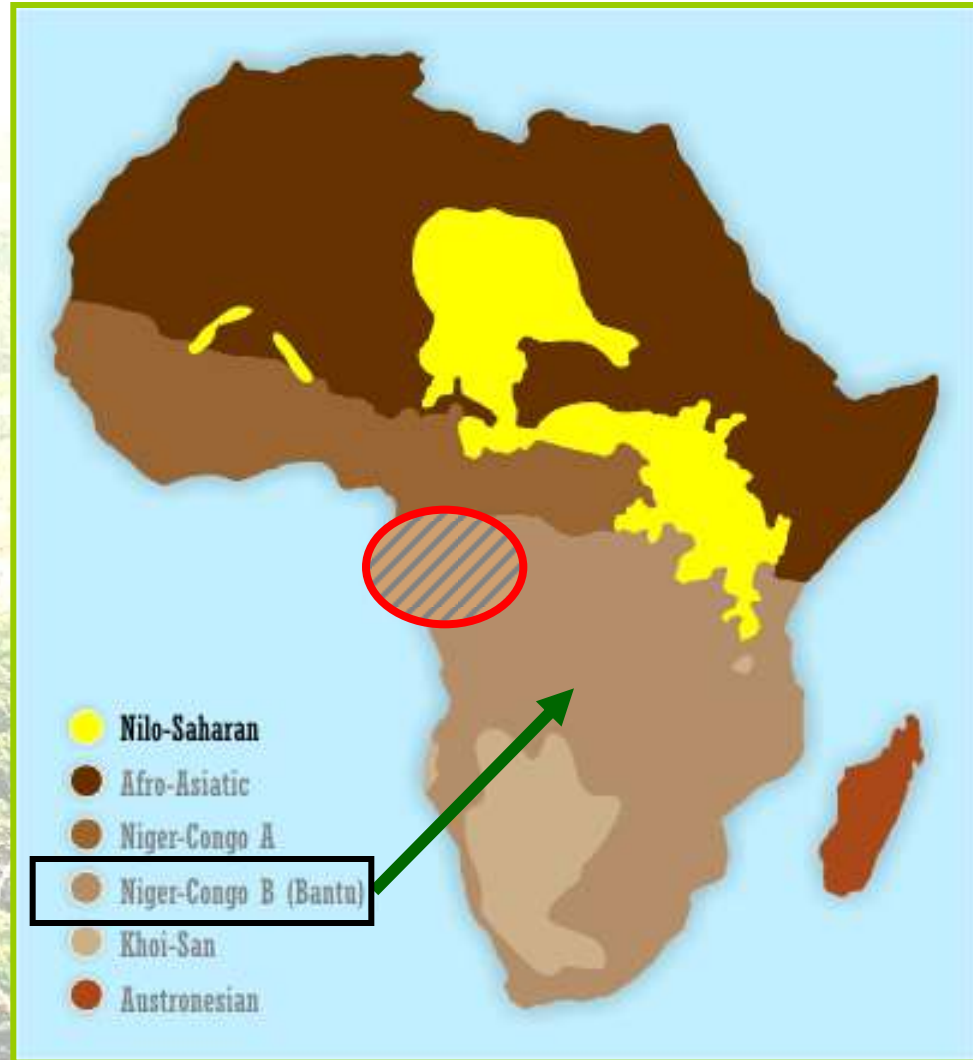 Nilo-Saharan
Afro-Asiatic
Niger-Congo A
Niger-Congo B (Bantu)
Khoi-San
Austronesian